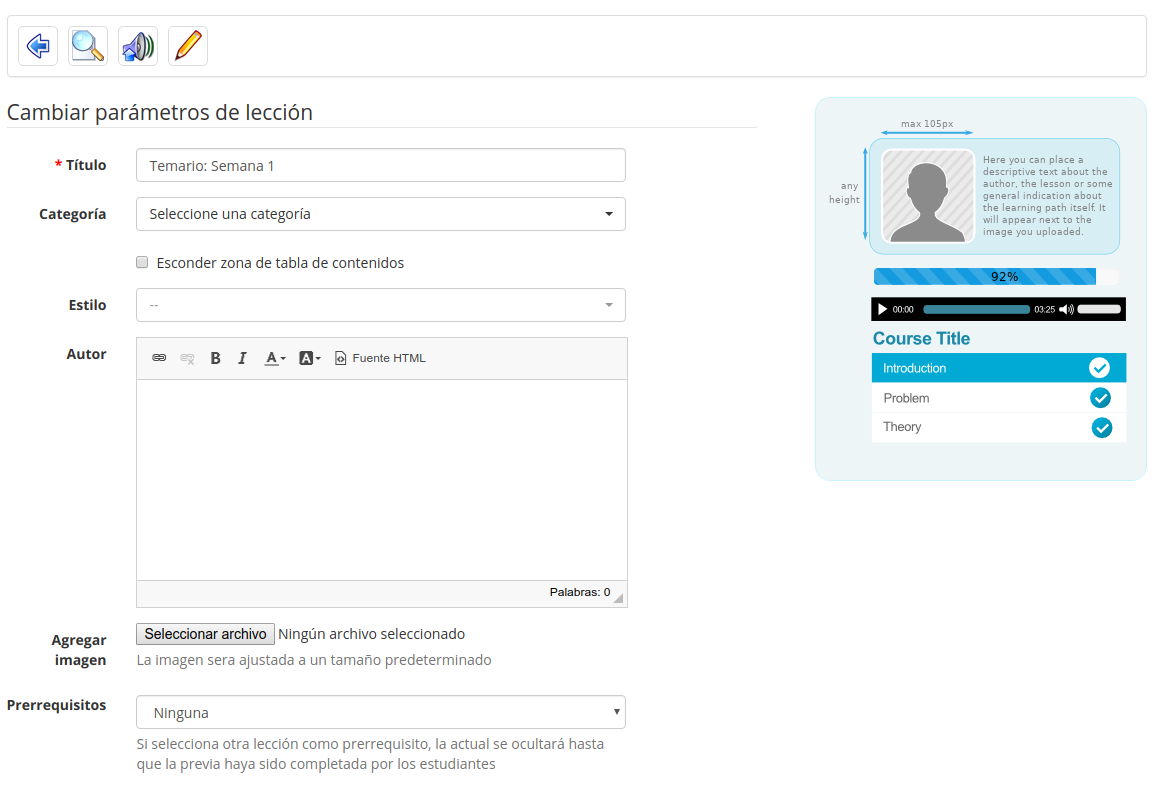 Cambiar parámetros de lección
* Título
Temario: Semana 1
Categoría
Seleccione una categoría
Esconder zona de tabla de contenidos
Estilo
--
Autor
B I A A Fuente HTML
Palabras: 0
Agregar
imagen
Seleccionar archivo Ningún archivo seleccionado
La imagen sera ajustada a un tamaño predeterminado
Prerrequisitos
Ninguna
Si selecciona otra lección como prerrequisito, la actual se ocultará hasta
que la previa haya sido completada por los estudiantes
max 105px
any
height
Here you can place a
descriptive text about the
author, the lesson or some
general indication about
the learning path itself. It
will appear next to the
image you uploaded.
92%
00:00 03:25
Course Title
Introduction
Problem
Theory